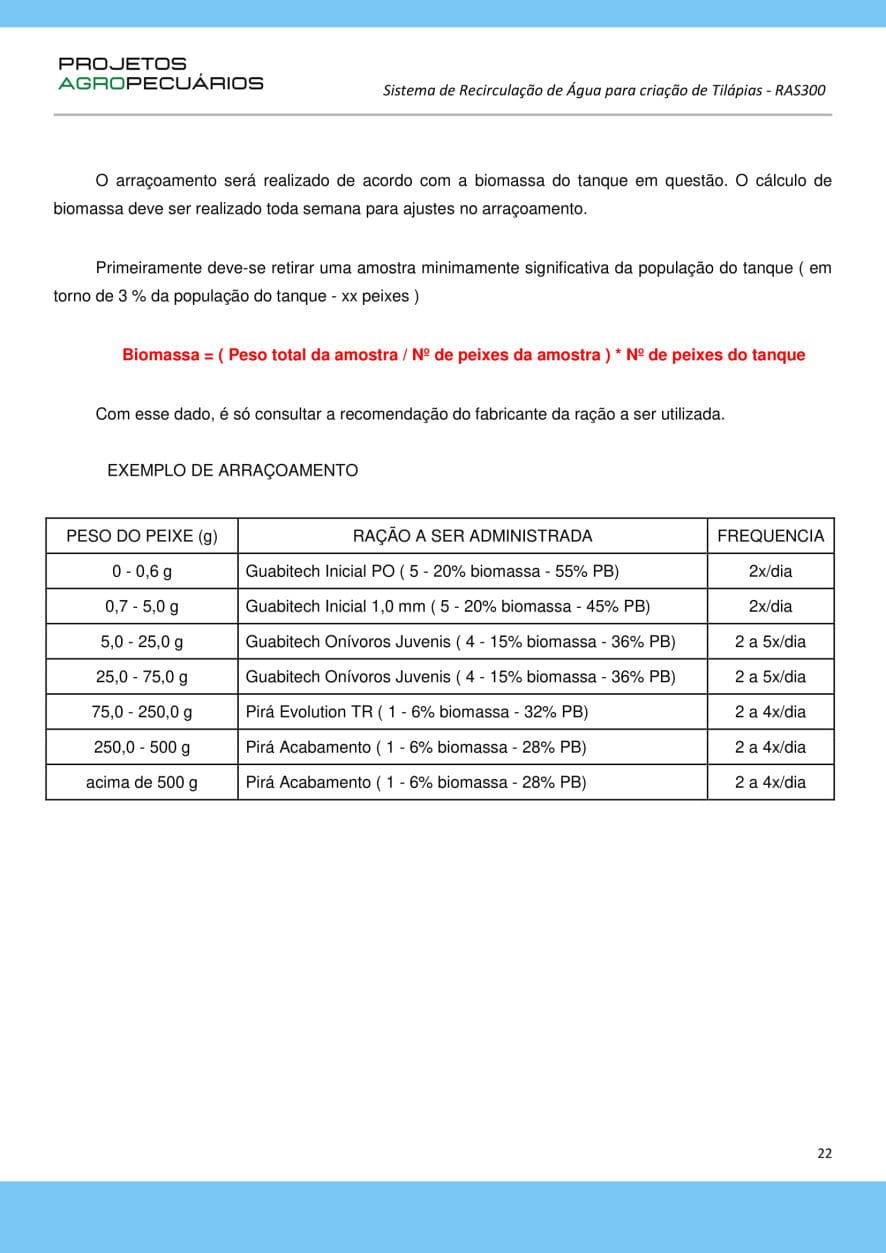 PROJETOS
AGROPECUÁRIOS
Sistema de Recirculação de Água para criação de Tilápias - RAS300
O arraçoamento será realizado de acordo com a biomassa do tanque em questão. O cálculo de
biomassa deve ser realizado toda semana para ajustes no arraçoamento.
Primeiramente deve-se retirar uma amostra minimamente significativa da população do tanque ( em
torno de 3 % da população do tanque - xx peixes )
Biomassa = ( Peso total da amostra / Nº de peixes da amostra ) * Nº de peixes do tanque
Com esse dado, é só consultar a recomendação do fabricante da ração a ser utilizada.
EXEMPLO DE ARRAÇOAMENTO
PESO DO PEIXE (g) RAÇÃO A SER ADMINISTRADA FREQUENCIA
0 - 0,6 g Guabitech Inicial PO ( 5 - 20% biomassa - 55% PB) 2x/dia
0,7 - 5,0 g Guabitech Inicial 1,0 mm ( 5 - 20% biomassa - 45% PB) 2x/dia
5,0 - 25,0 g Guabitech Onívoros Juvenis ( 4 - 15% biomassa - 36% PB) 2 a 5x/dia
25,0 - 75,0 g Guabitech Onívoros Juvenis ( 4 - 15% biomassa - 36% PB) 2 a 5x/dia
75,0 - 250,0 g Pirá Evolution TR ( 1 - 6% biomassa - 32% PB) 2 a 4x/dia
250,0 - 500 g Pirá Acabamento ( 1 - 6% biomassa - 28% PB) 2 a 4x/dia
acima de 500 g Pirá Acabamento ( 1 - 6% biomassa - 28% PB) 2 a 4x/dia
22